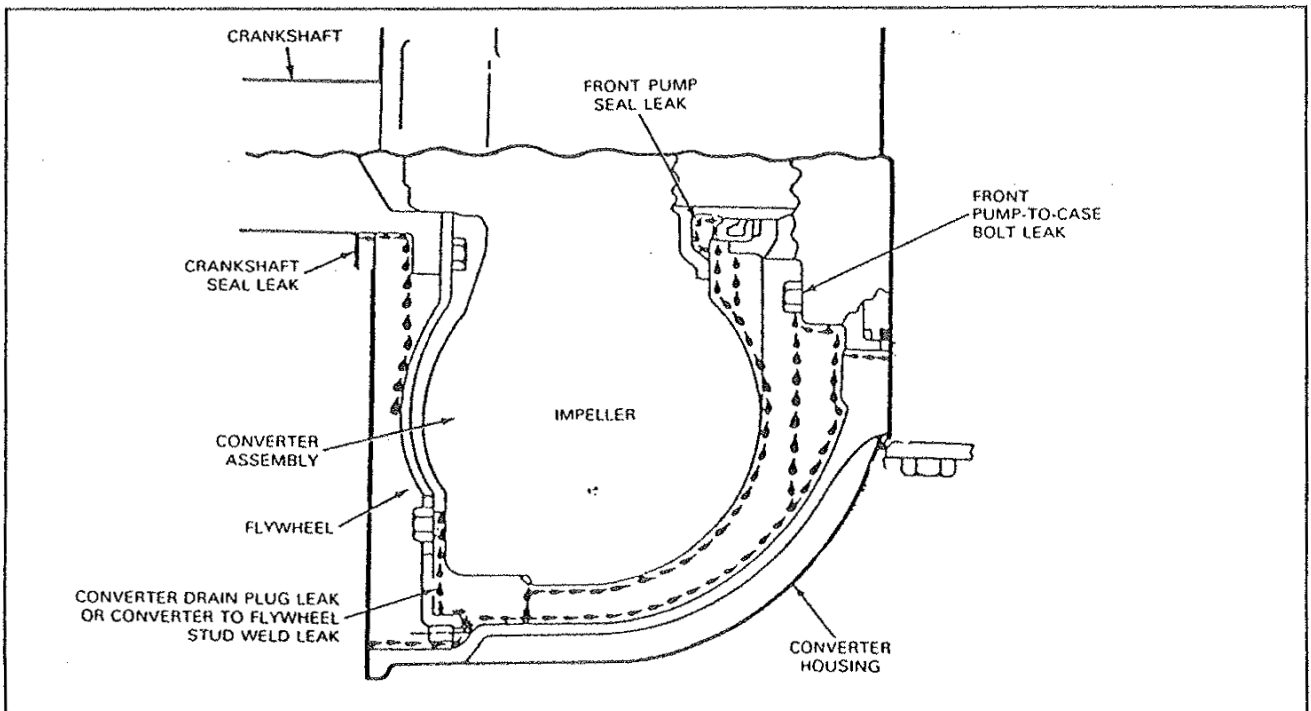 CRANKSHAFT
FRONT PUMP
SEAL LEAK
FRONT
PUMP-TO-CASE
BOLT LEAK
CRANKSHAFT
SEAL LEAK
IMPELLER
CONVERTER
ASSEMBLY
FLYWHEEL
CONVERTER DRAIN PLUG LEAK
OR CONVERTER TO FLYWHEEL
STUD WELD LEAK
CONVERTER
HOUSING